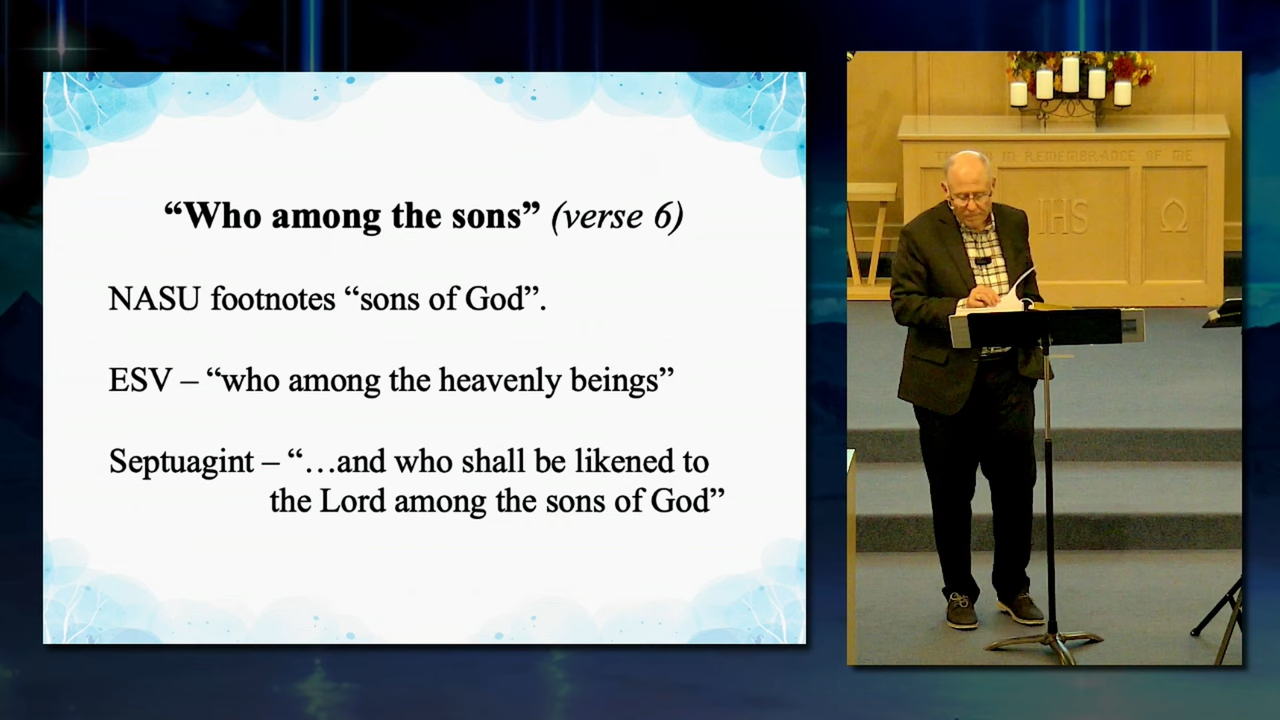 “Who among the sons” (verse 6)
NASU footnotes “sons of God”.
ESV – “who among the heavenly beings”
Septuagint – “…and who shall be likened to
the Lord among the sons of God”
IN REMEMBRANCE OF ME
IHS
Ω